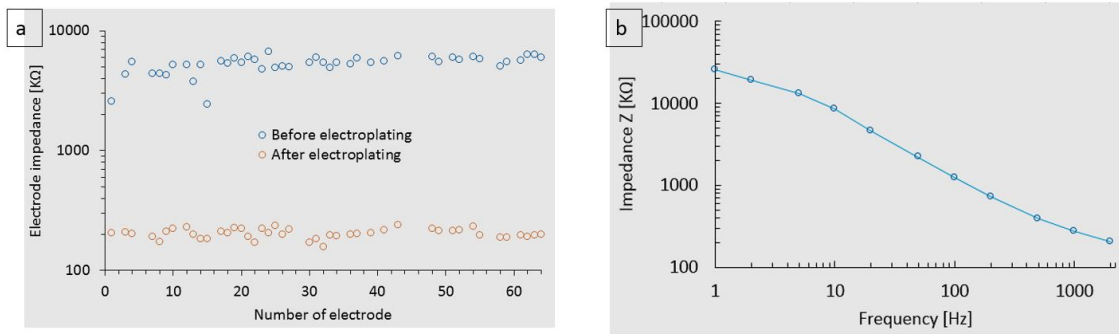 a
Electrode impedance [KΩ]
10000
1000
100
Before electroplating
After electroplating
0 10 20 30 40 50 60
Number of electrode
b
Impedance Z [KΩ]
100000
10000
1000
100
1 10 100 1000
Frequency [Hz]